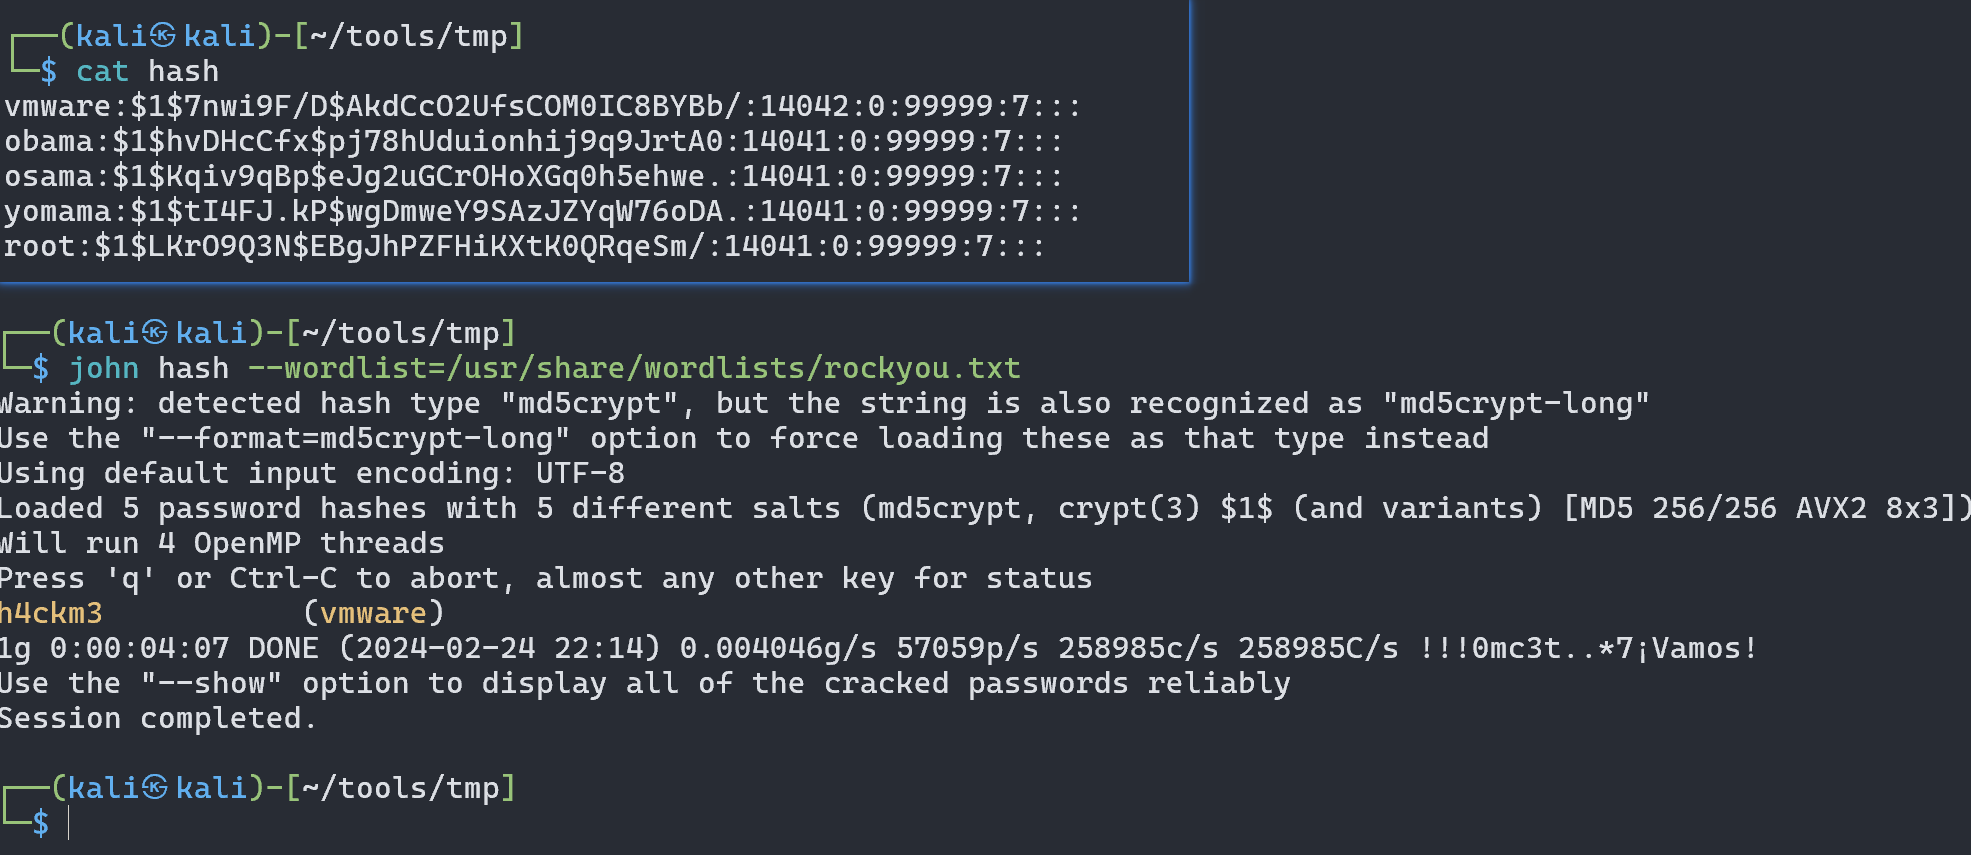 ┌──(kali㉿kali)-[~/tools/tmp]
└─$ cat hash
vmware:$1$7nwi9F/D$AkdCcO2UfsCOM0IC8BYBb/:14042:0:99999:7:::
obama:$1$hvDHcCfx$pj78hUduionhij9q9JrtA0:14041:0:99999:7:::
osama:$1$Kqiv9qBp$eJg2uGCrOHoXGq0h5ehwe.:14041:0:99999:7:::
yomama:$1$tI4FJ.kP$wgDmweY9SAzJZYqW76oDA.:14041:0:99999:7:::
root:$1$LKrO9Q3N$EBgJhPZFHiKXtK0QRqeSm/:14041:0:99999:7:::
┌──(kali㉿kali)-[~/tools/tmp]
└─$ john hash --wordlist=/usr/share/wordlists/rockyou.txt
Warning: detected hash type "md5crypt", but the string is also recognized as "md5crypt-long"
Use the "--format=md5crypt-long" option to force loading these as that type instead
Using default input encoding: UTF-8
Loaded 5 password hashes with 5 different salts (md5crypt, crypt(3) $1$ (and variants) [MD5 256/256 AVX2 8x3])
Will run 4 OpenMP threads
Press 'q' or Ctrl-C to abort, almost any other key for status
h4ckm3 (vmware)
1g 0:00:04:07 DONE (2024-02-24 22:14) 0.004046g/s 57059p/s 258985c/s 258985C/s !!!0mc3t..*7¡Vamos!
Use the "--show" option to display all of the cracked passwords reliably
Session completed.
┌──(kali㉿kali)-[~/tools/tmp]
└─$